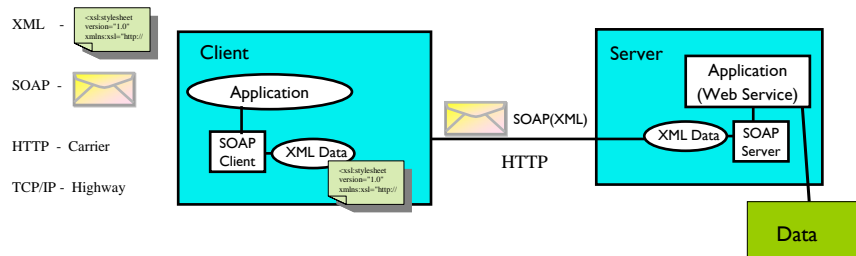 XML -
<xsl:stylesheet
version="1.0"
xmlns:xsl="http://
SOAP -
HTTP - Carrier
TCP/IP - Highway
Client
Application
SOAP
Client
XML Data
<xsl:stylesheet
version="1.0"
xmlns:xsl="http://
SOAP(XML)
HTTP
Server
Application
(Web Service)
XML Data
SOAP
Server
Data